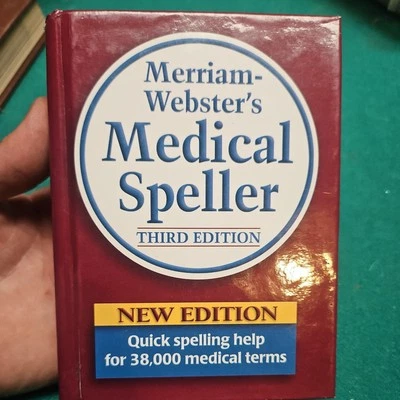 Merriam-
Webster's
Medical
Speller
THIRD EDITION
NEW EDITION
Quick spelling help
for 38,000 medical terms